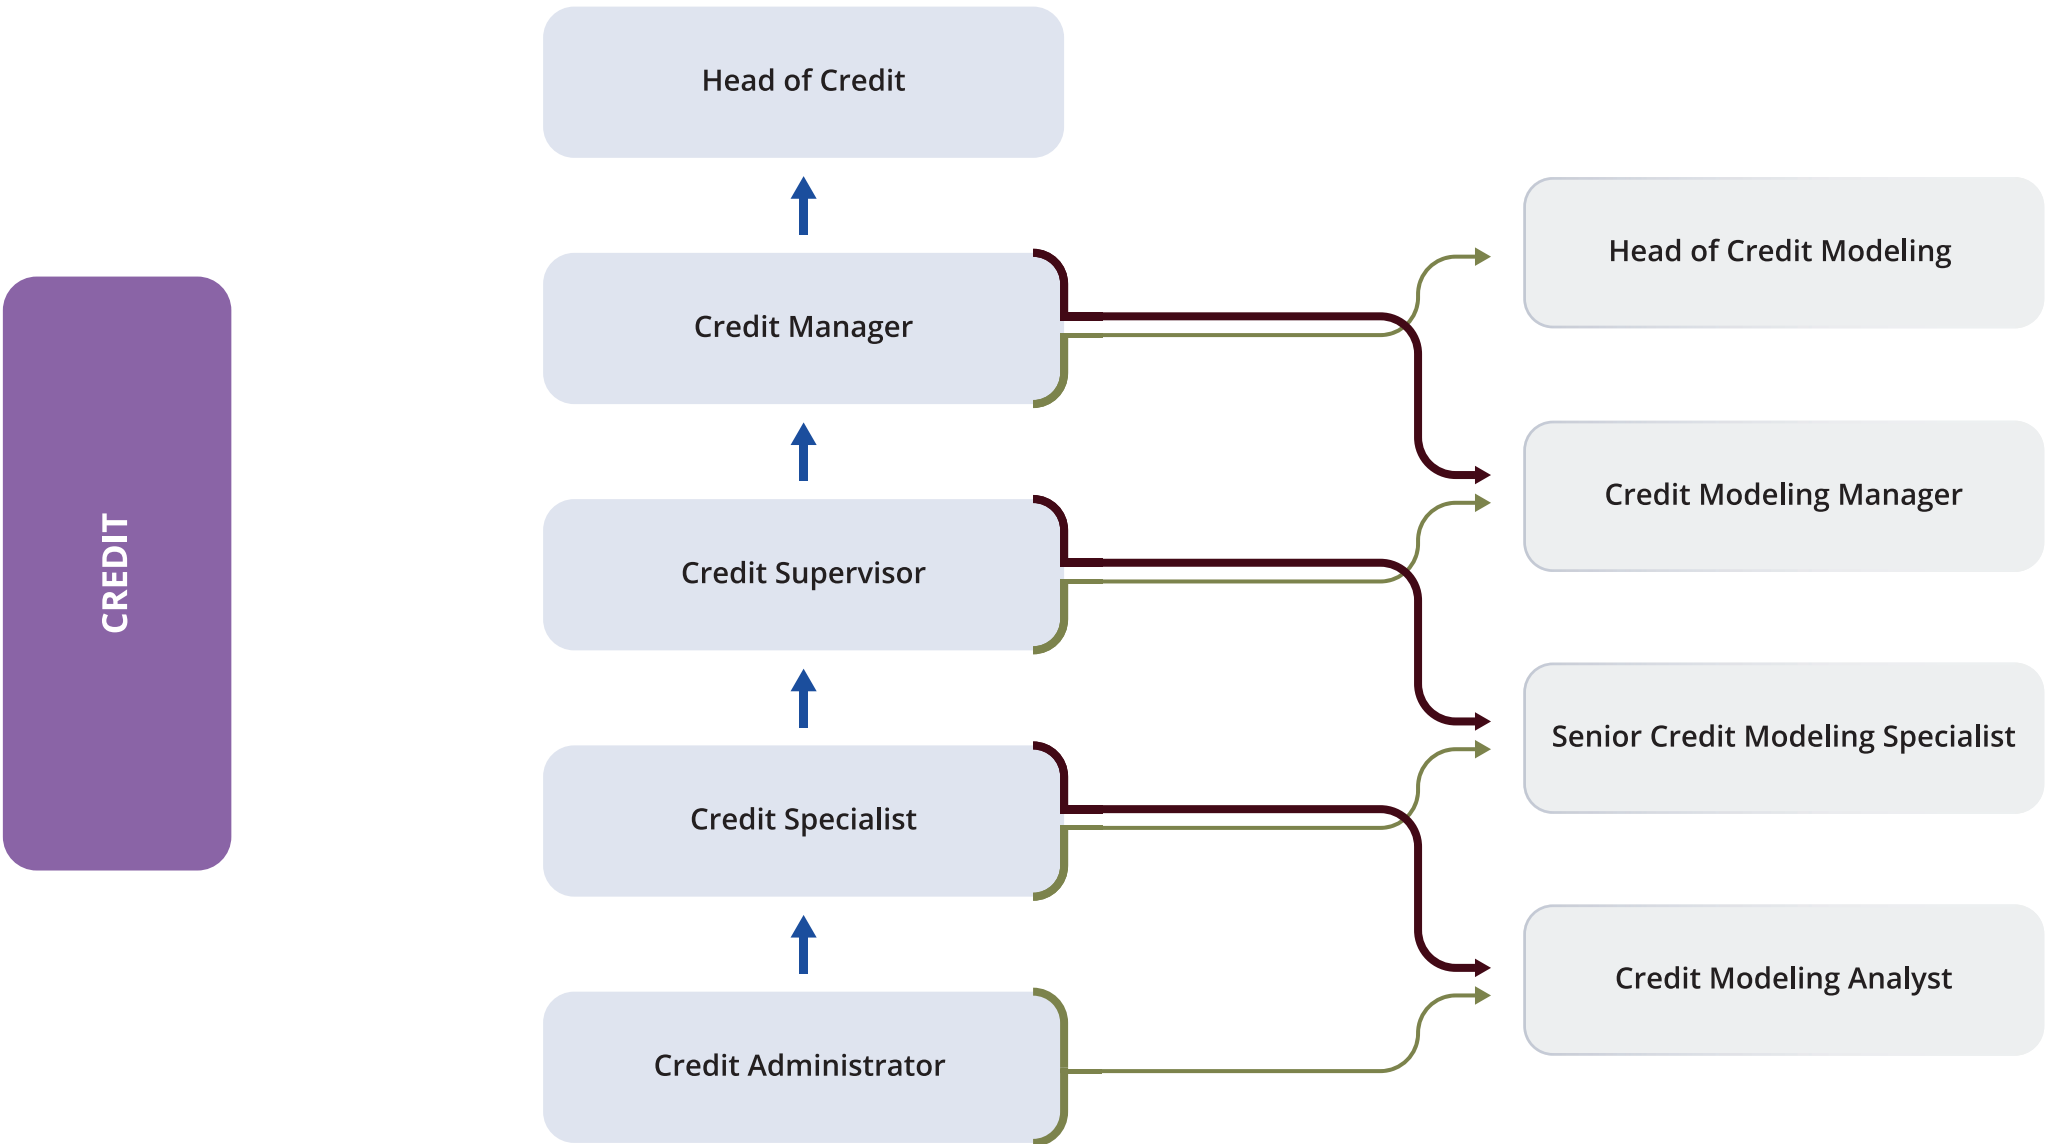 CREDIT
Head of Credit
Credit Manager
Credit Supervisor
Credit Specialist
Credit Administrator
Head of Credit Modeling
Credit Modeling Manager
Senior Credit Modeling Specialist
Credit Modeling Analyst